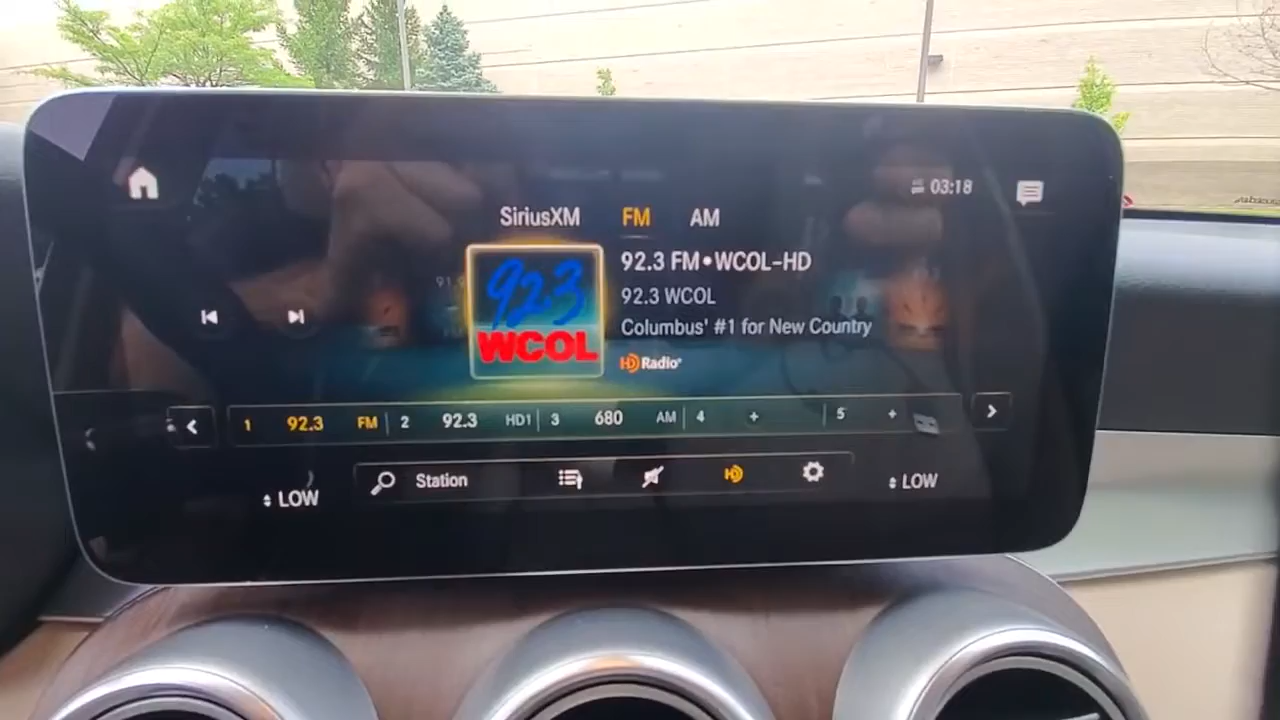 03:18
SiriusXM FM AM
92.3
WCOL
92.3 FM•WCOL-HD
92.3 WCOL
Columbus' #1 for New Country
HD Radio
1 92.3 FM 2 92.3 HD1 3 680 AM 4 + 5 +
LOW Station HD LOW